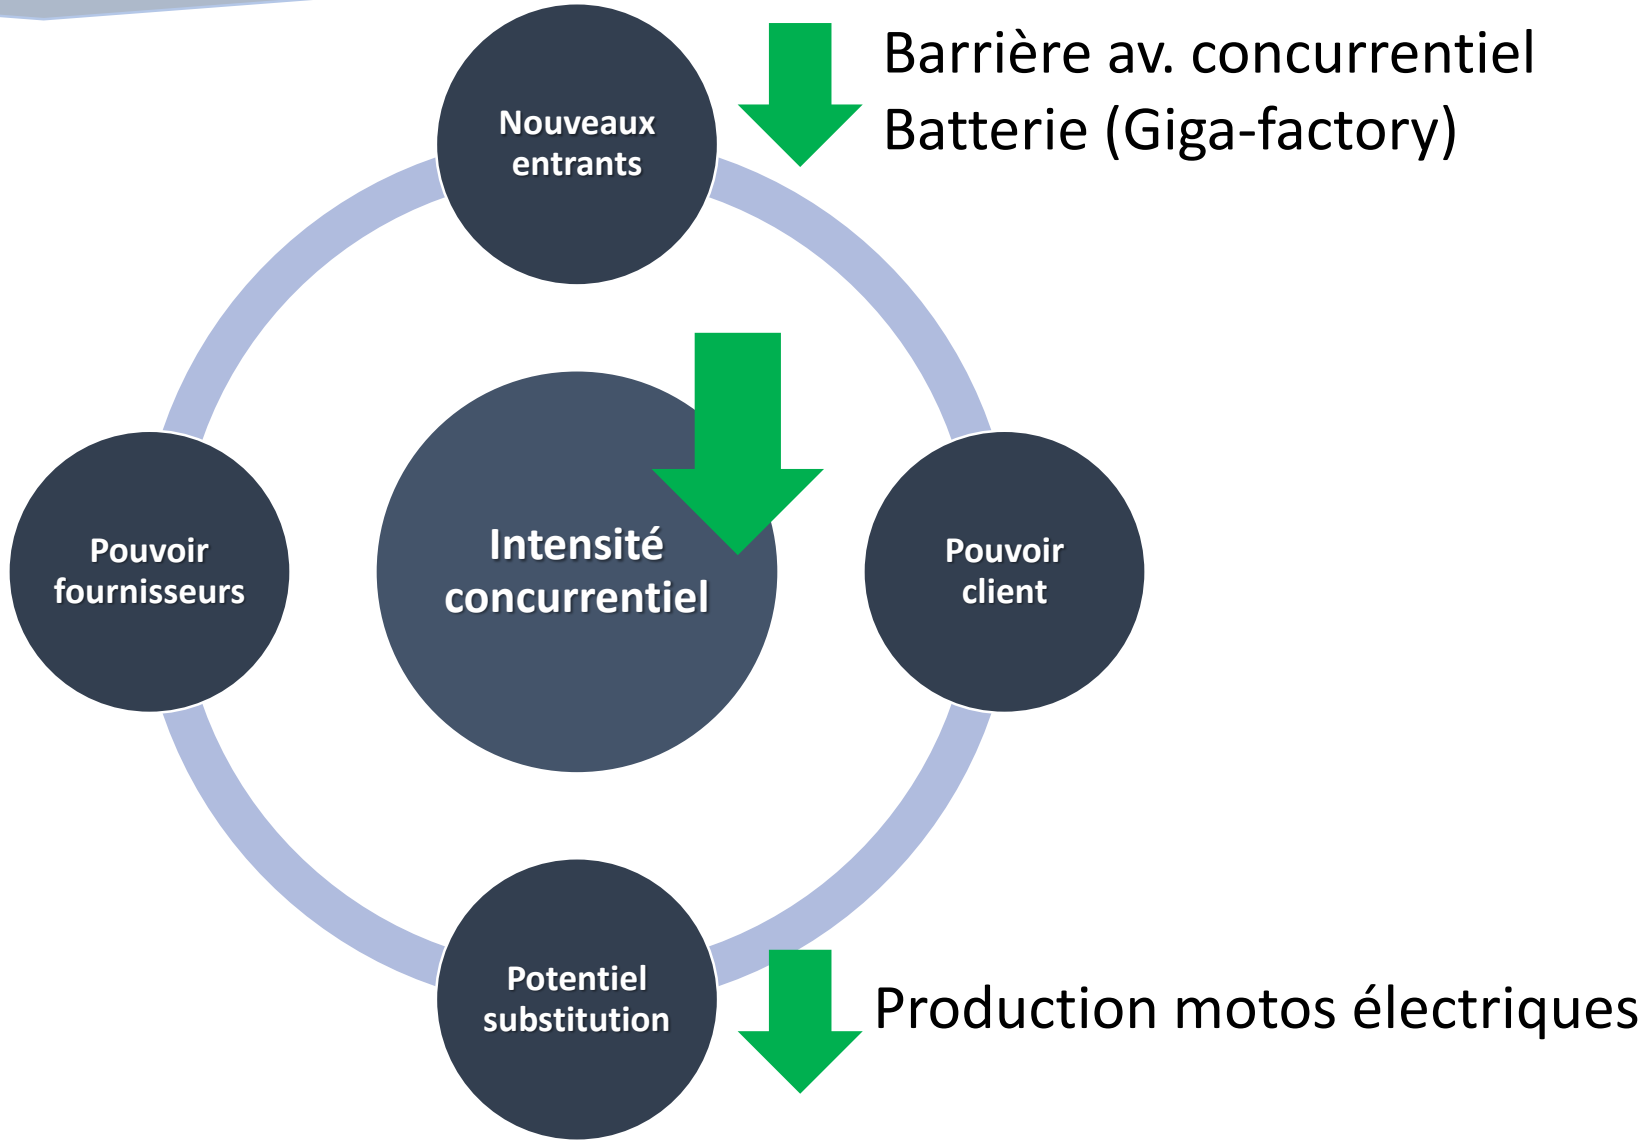 Barrière av. concurrentiel
Batterie (Giga-factory)
Nouveaux
entrants
Intensité
concurrentiel
Pouvoir
fournisseurs
Pouvoir
client
Potentiel
substitution
Production motos électriques